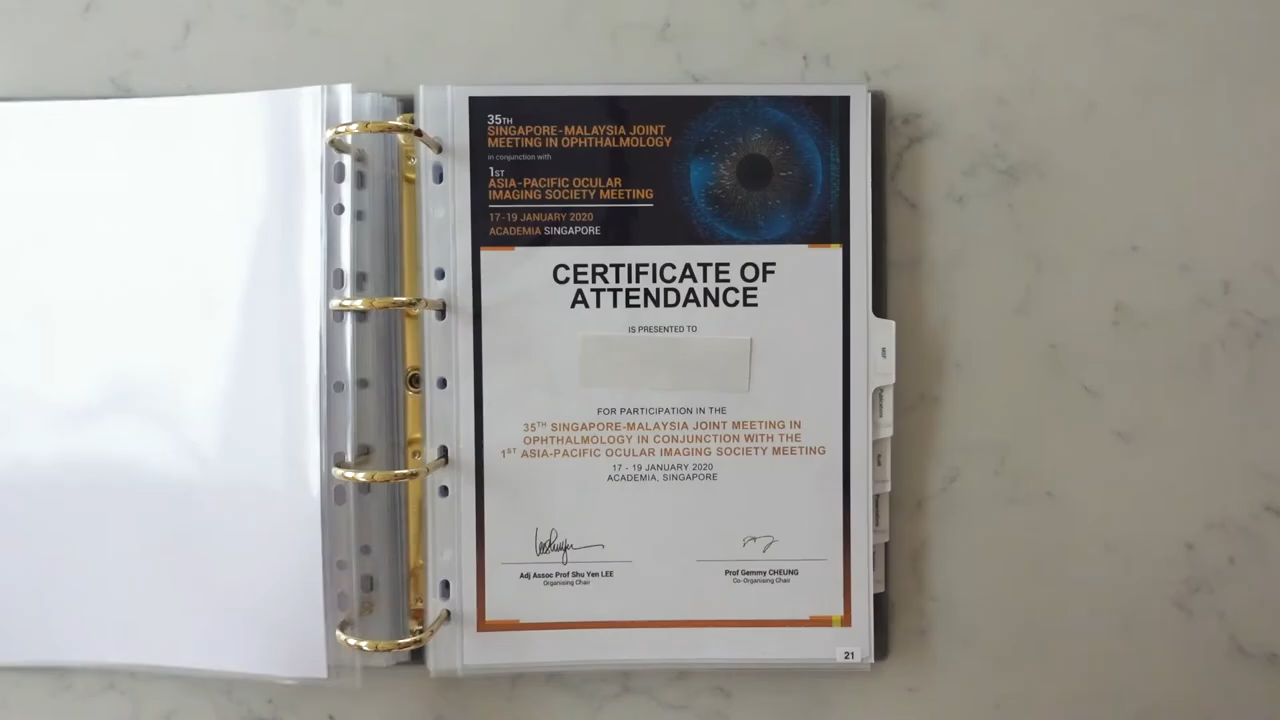 35TH
SINGAPORE-MALAYSIA JOINT
MEETING IN OPHTHALMOLOGY
in conjunction with
1ST
ASIA-PACIFIC OCULAR
IMAGING SOCIETY MEETING
17-19 JANUARY 2020
ACADEMIA SINGAPORE
CERTIFICATE OF
ATTENDANCE
IS PRESENTED TO
FOR PARTICIPATION IN THE
35TH SINGAPORE-MALAYSIA JOINT MEETING IN
OPHTHALMOLOGY IN CONJUNCTION WITH THE
1ST ASIA-PACIFIC OCULAR IMAGING SOCIETY MEETING
17 - 19 JANUARY 2020
ACADEMIA, SINGAPORE
Adj Assoc Prof Shu Yen LEE
Organising Chair
Prof Gemmy CHEUNG
Co-Organising Chair
21